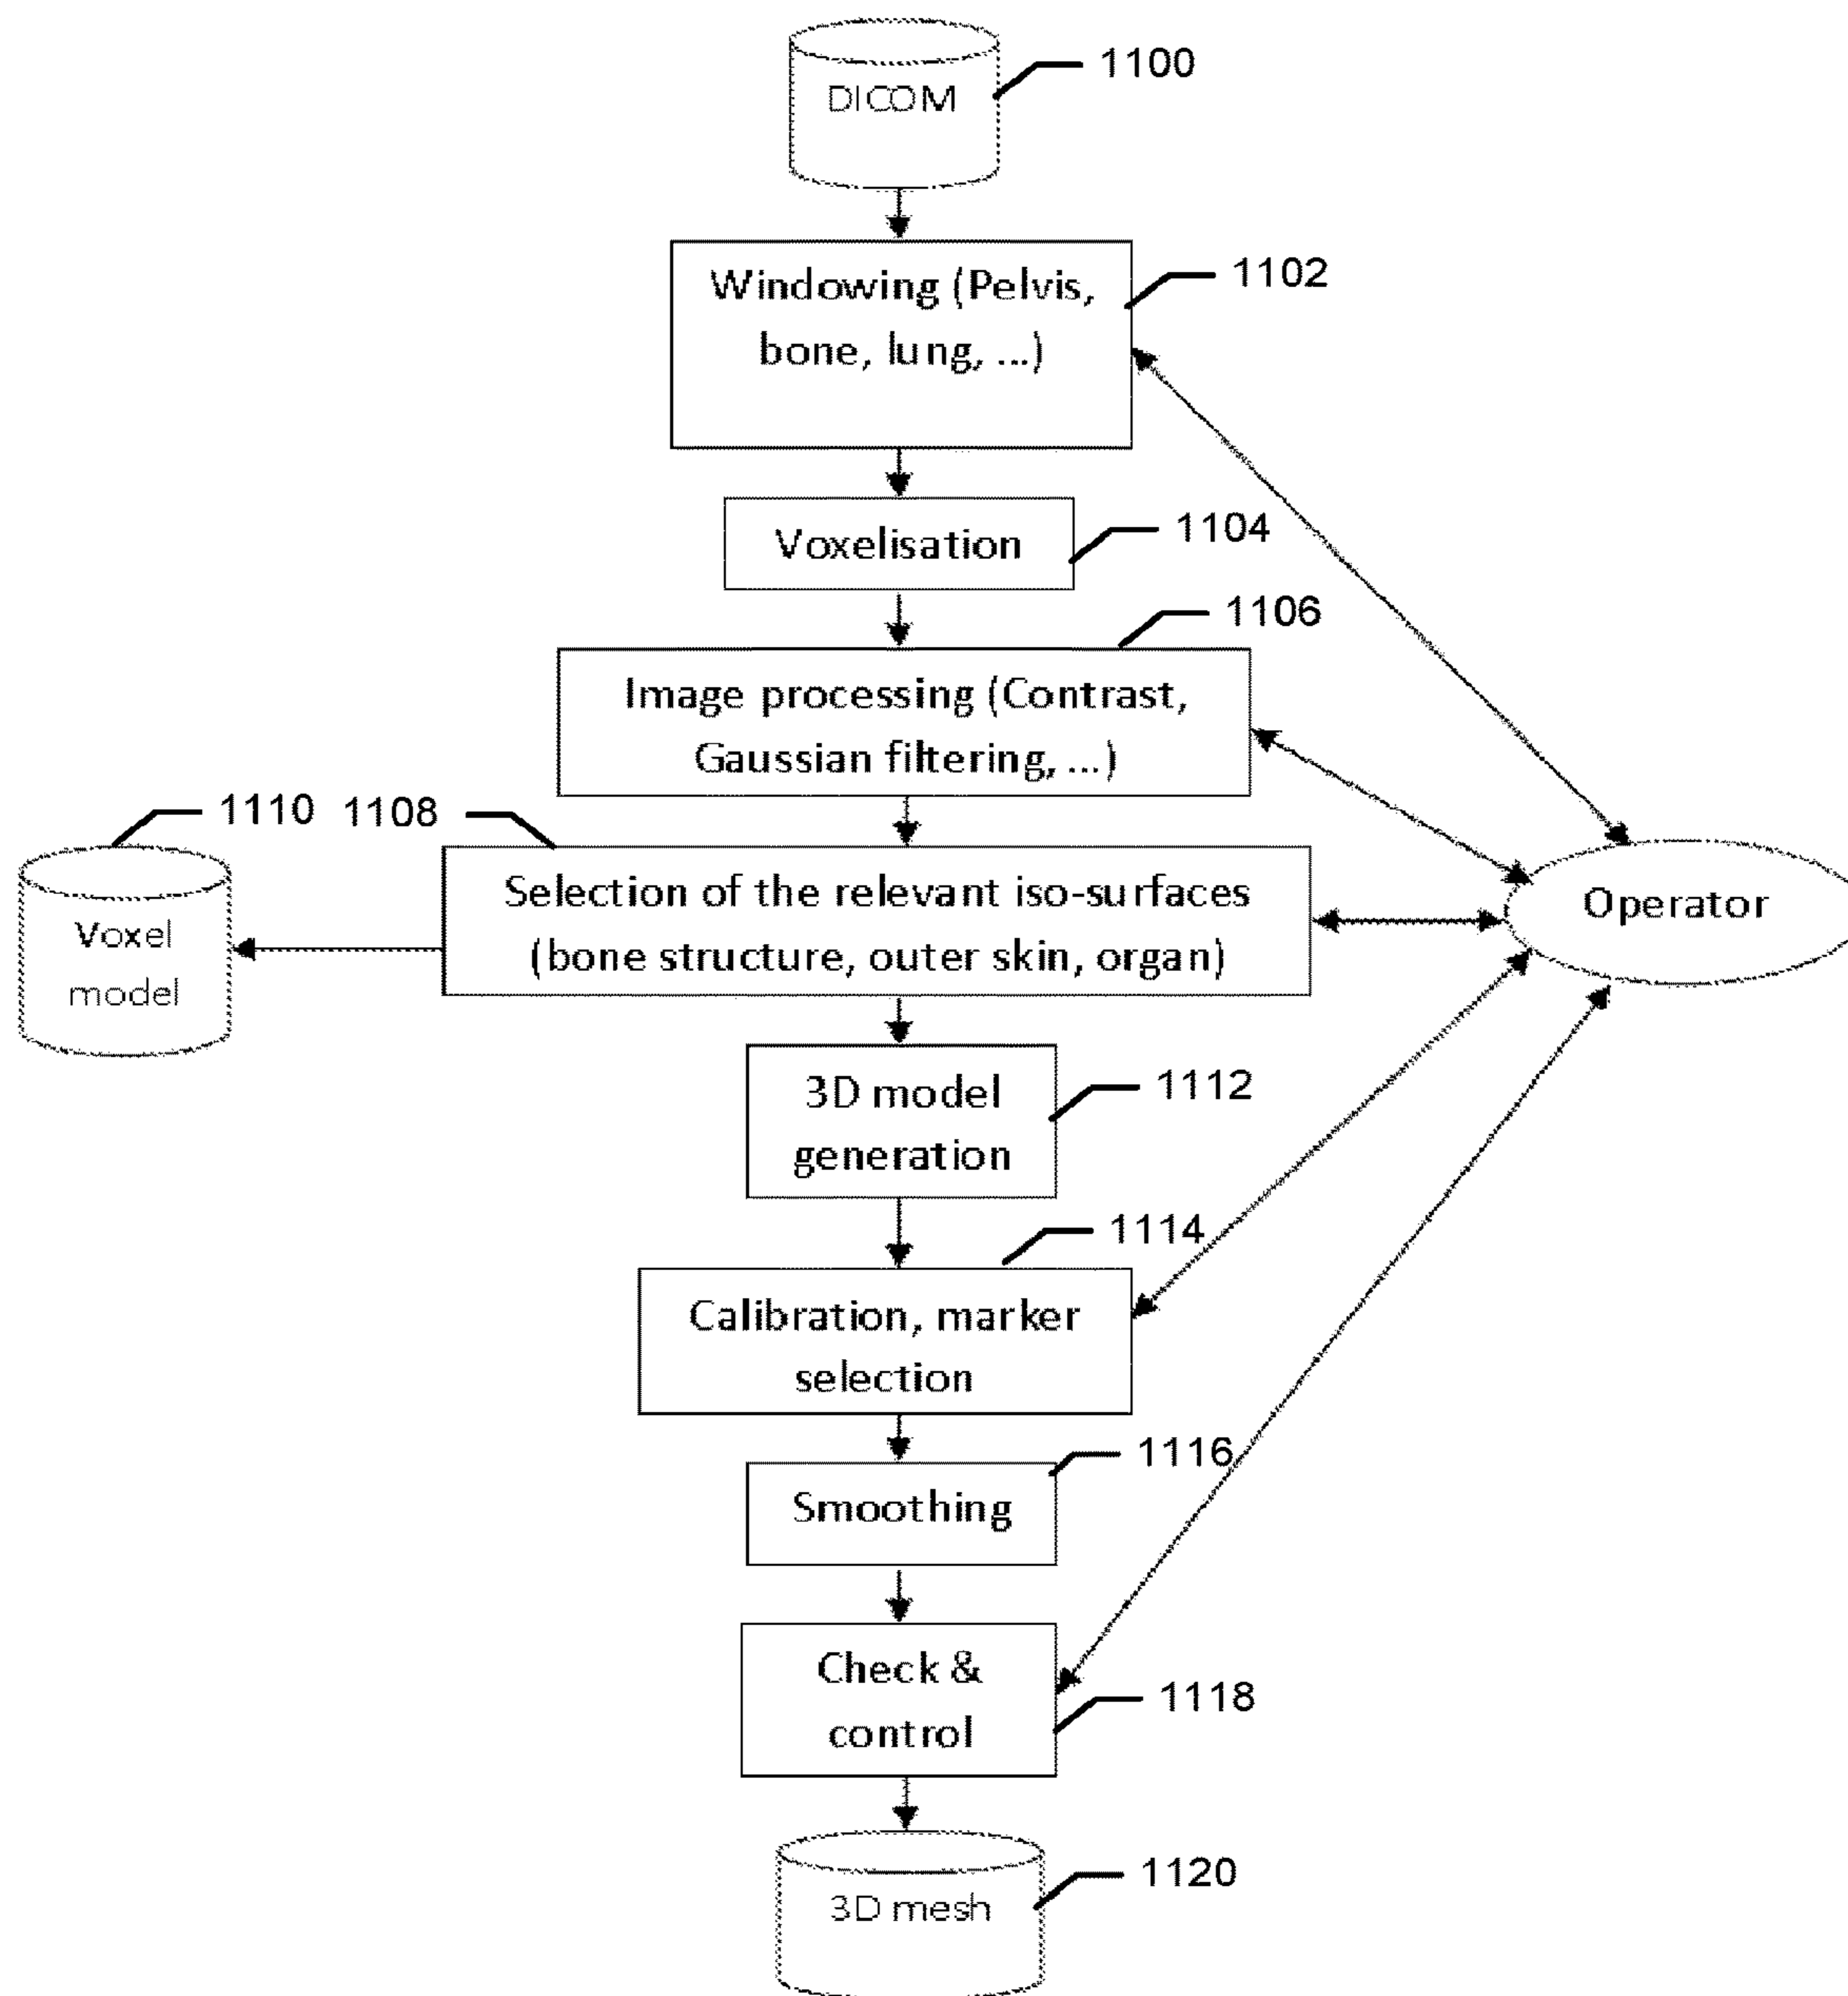 1100
DICOM
1102
Windowing (Pelvis,
bone, lung, ...)
1104
Voxelisation
1106
Image processing (Contrast,
Gaussian filtering, ...)
1110
1108
Voxel
model
Selection of the relevant iso-surfaces
(bone structure, outer skin, organ)
Operator
1112
3D model
generation
1114
Calibration, marker
selection
1116
Smoothing
Check &
control
1118
1120
3D mesh